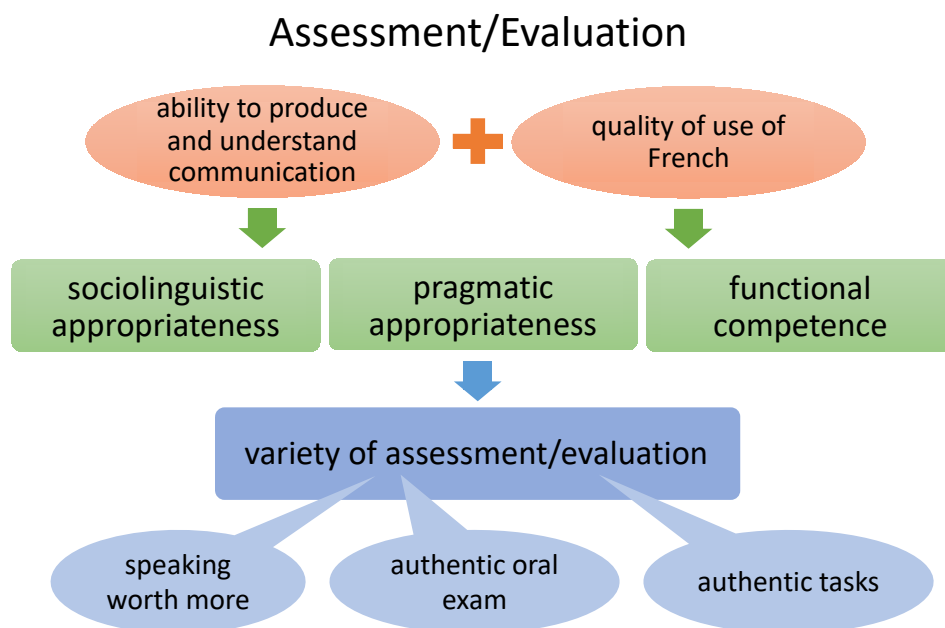 Assessment/Evaluation
ability to produce
and understand
communication
quality of use of
French
sociolinguistic
appropriateness
pragmatic
appropriateness
functional
competence
variety of assessment/evaluation
speaking
worth more
authentic oral
exam
authentic tasks